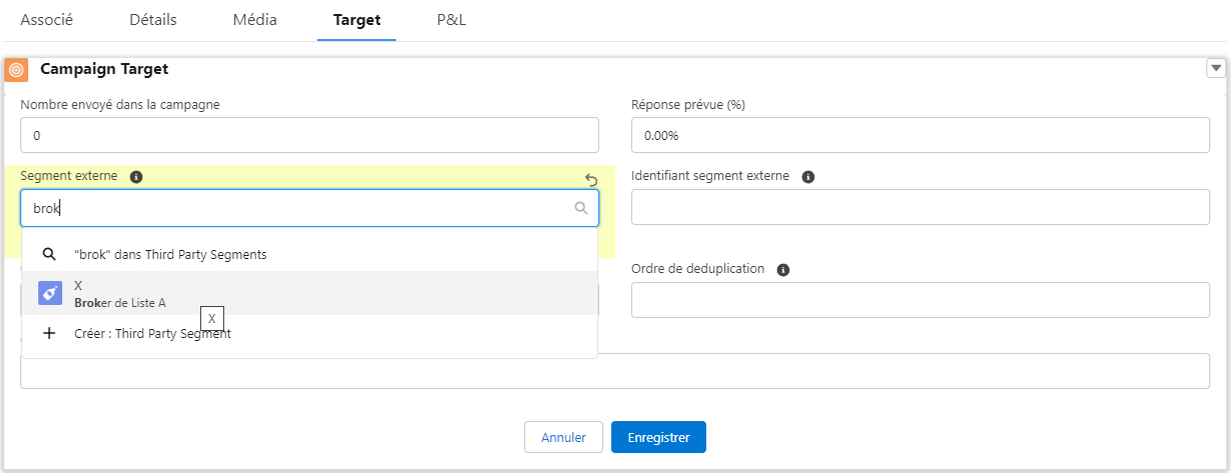 Associé
Détails
Média
Target
P&L
Campaign Target
Nombre envoyé dans la campagne
Réponse prévue (%)
0
0.00%
Segment externe
Identifiant segment externe
brok
"brok" dans Third Party Segments
X
Broker de Liste A
Ordre de deduplication
X
Créer : Third Party Segment
Annuler
Enregistrer